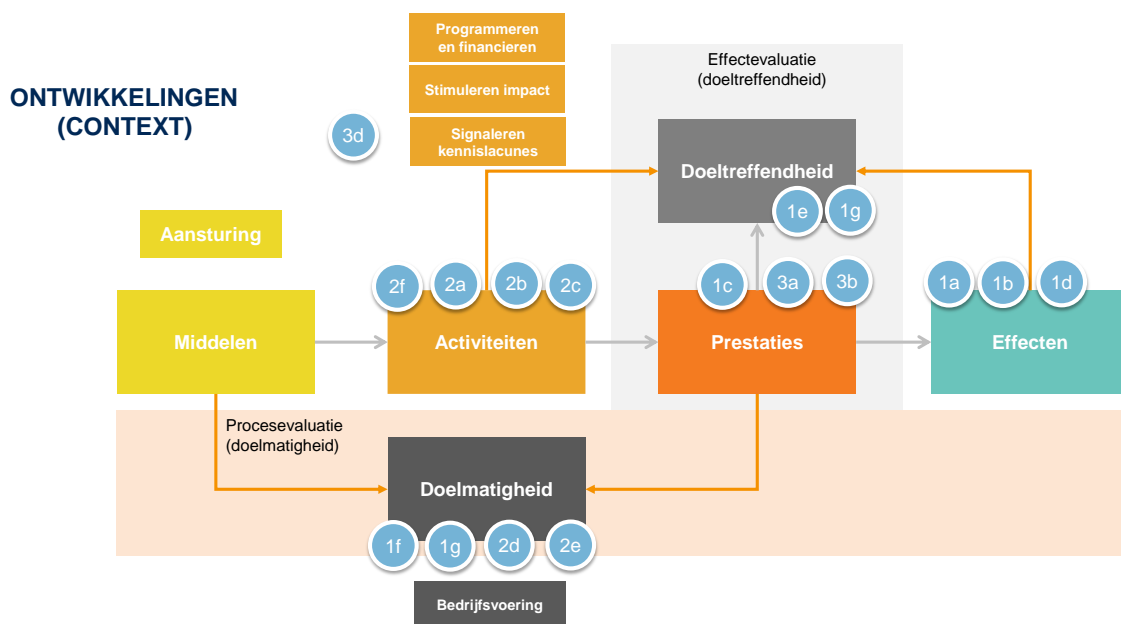 Programmeren
en financieren
Stimuleren impact
Signaleren
kennislacunes
ONTWIKKELINGEN
(CONTEXT)
3d
Effectevaluatie
(doeltreffendheid)
Doeltreffendheid
1e
1g
Aansturing
2f
2a
2b
2c
1c
3a
3b
1a
1b
1d
Middelen
Activiteiten
Prestaties
Effecten
Procesevaluatie
(doelmatigheid)
Doelmatigheid
1f
1g
2d
2e
Bedrijfsvoering